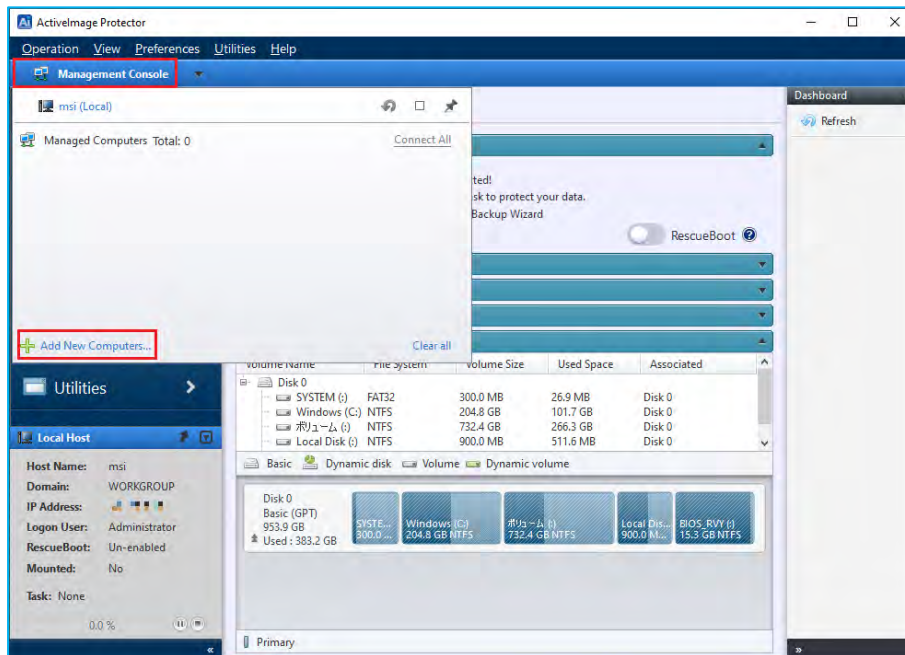 ActiveImage Protector
Operation View Preferences Utilities Help
Management Console
Dashboard
msi (Local)
Refresh
Managed Computers Total: 0
Connect All
ted!
sk to protect your data.
Backup Wizard
RescueBoot
Add New Computers...
Clear all
Volume Name File System Volume Size Used Space Associated
Utilities
Disk 0
SYSTEM (:) FAT32 300.0 MB 26.9 MB Disk 0
Windows (C:) NTFS 204.8 GB 101.7 GB Disk 0
ボリューム (:) NTFS 732.4 GB 266.3 GB Disk 0
Local Disk (:) NTFS 900.0 MB 511.6 MB Disk 0
Local Host
Basic Dynamic disk Volume Dynamic volume
Host Name: msi
Domain: WORKGROUP
IP Address:
Logon User: Administrator
RescueBoot: Un-enabled
Mounted: No
Task: None
0.0 %
Disk 0
Basic (GPT)
953.9 GB
Used : 383.2 GB
SYSTE...
300.0 ...
Windows (C:)
204.8 GB NTFS
ボリューム (:)
732.4 GB NTFS
Local Dis...
900.0 M...
BIOS_RVY (:)
15.3 GB NTFS
Primary